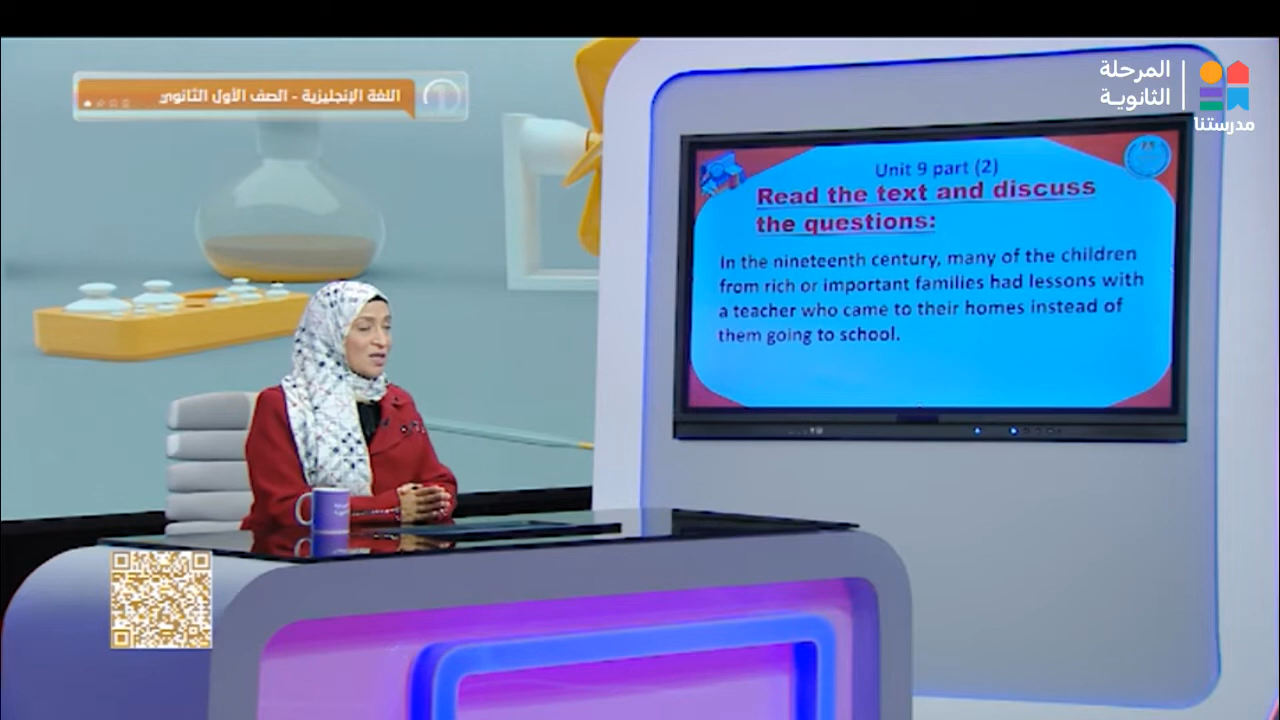 المرحلة
الثانوية
مدرستنا
اللغة الإنجليزية - الصف الأول الثانوي
Unit 9 part (2)
Read the text and discuss
the questions:
In the nineteenth century, many of the children
from rich or important families had lessons with
a teacher who came to their homes instead of
them going to school.